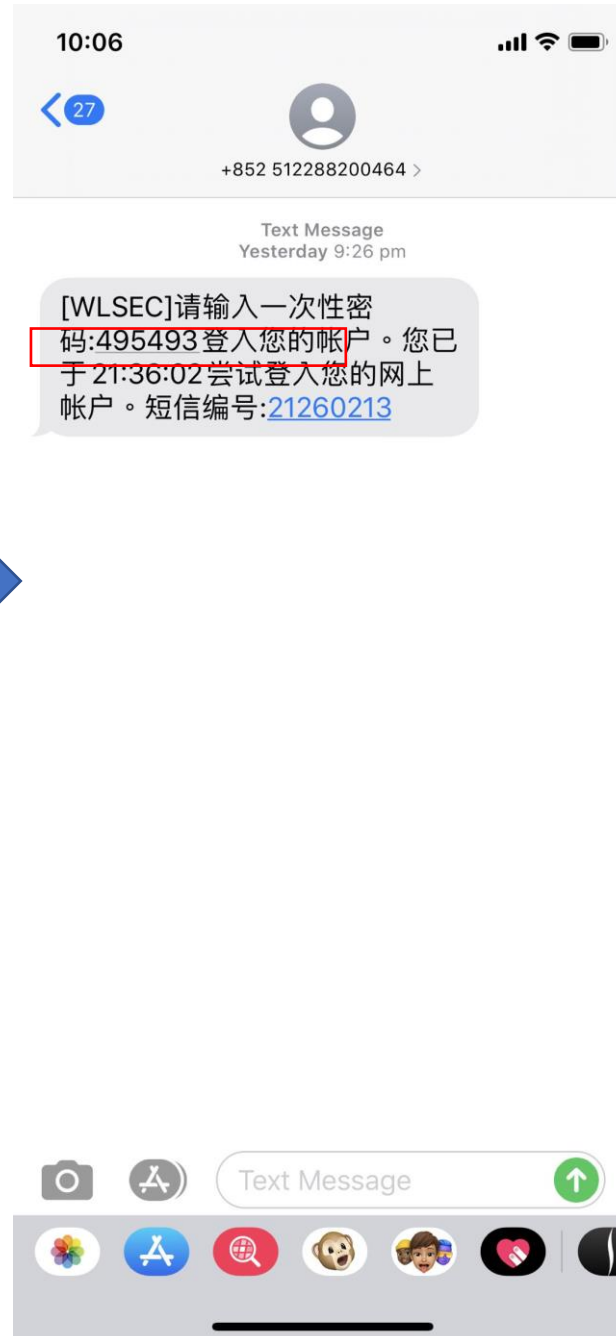 10:06
27
+852 512288200464 >
Text Message
Yesterday 9:26 pm
[WLSEC]请输入一次性密
码:495493登入您的帐户。您已
于21:36:02尝试登入您的网上
帐户。短信编号:21260213
Text Message